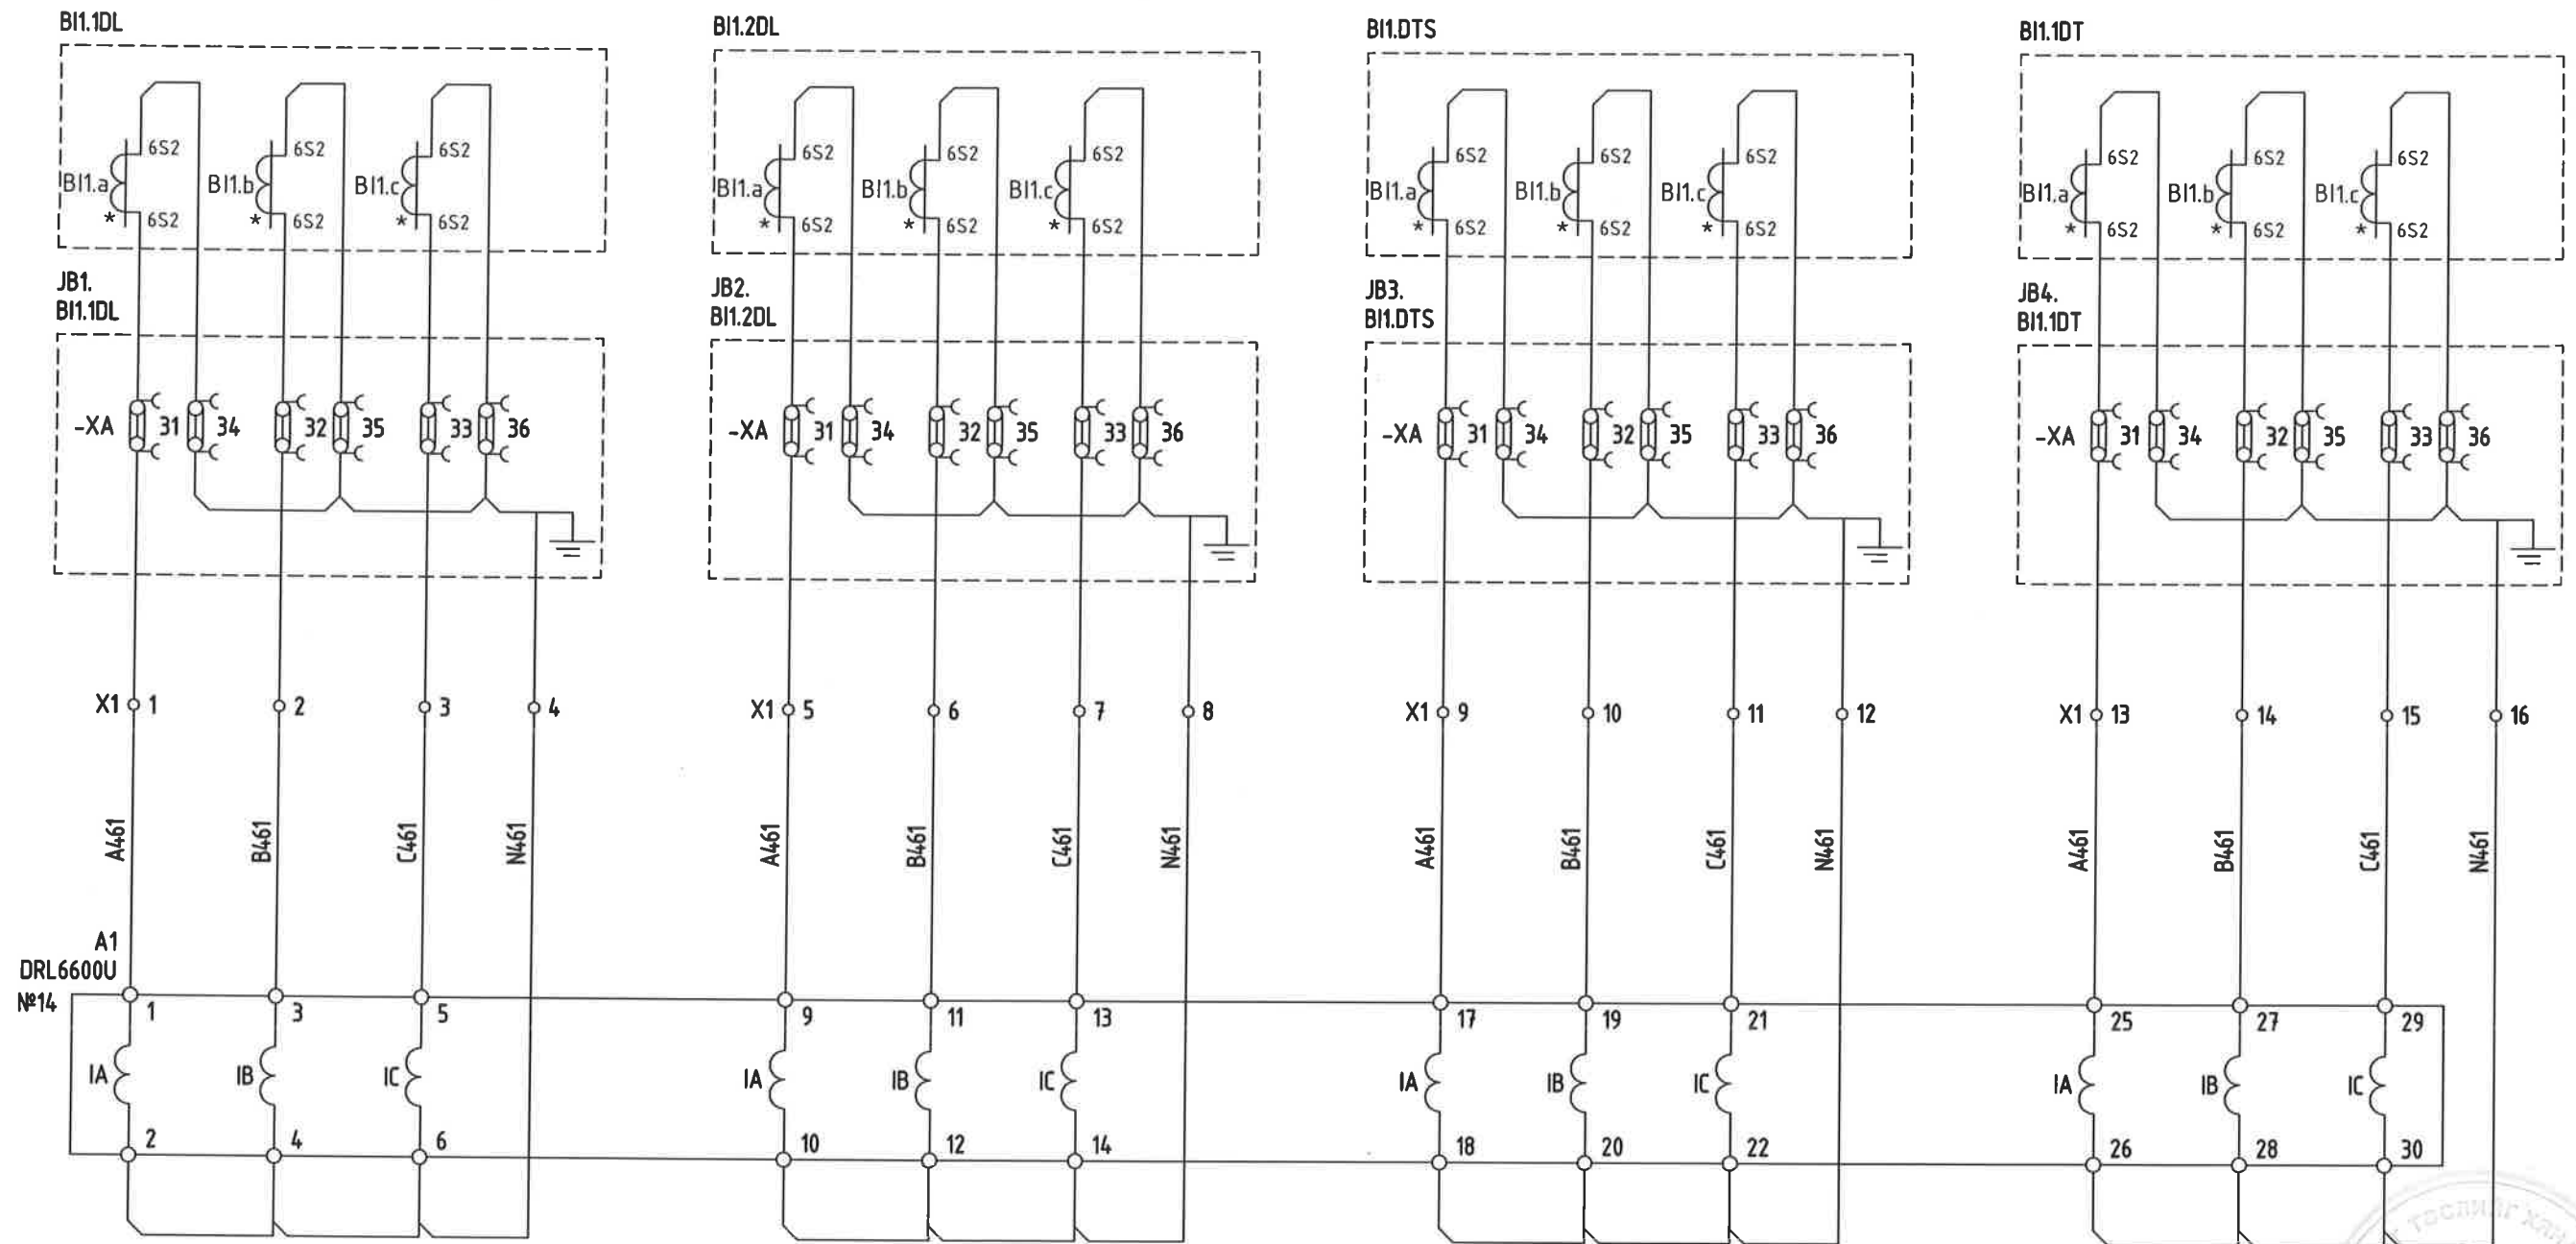 BI1.1DL
BI1.2DL
BI1.DTS
BI1.1DT
6S2 6S2 6S2
6S2 6S2 6S2
6S2 6S2 6S2
6S2 6S2 6S2
BI1.a BI1.b BI1.c
BI1.a BI1.b BI1.c
BI1.a BI1.b BI1.c
BI1.a BI1.b BI1.c
* 6S2 * 6S2 * 6S2
* 6S2 * 6S2 * 6S2
* 6S2 * 6S2 * 6S2
* 6S2 * 6S2 * 6S2
JB1.
BI1.1DL
JB2.
BI1.2DL
JB3.
BI1.DTS
JB4.
BI1.1DT
-XA 31 34 32 35 33 36
-XA 31 34 32 35 33 36
-XA 31 34 32 35 33 36
-XA 31 34 32 35 33 36
X1 1 2 3 4
X1 5 6 7 8
X1 9 10 11 12
X1 13 14 15 16
A461 B461 C461 N461
A461 B461 C461 N461
A461 B461 C461 N461
A461 B461 C461 N461
A1
DRL6600U
№14
1 3 5
9 11 13
17 19 21
25 27 29
IA IB IC
IA IB IC
IA IB IC
IA IB IC
2 4 6
10 12 14
18 20 22
26 28 30